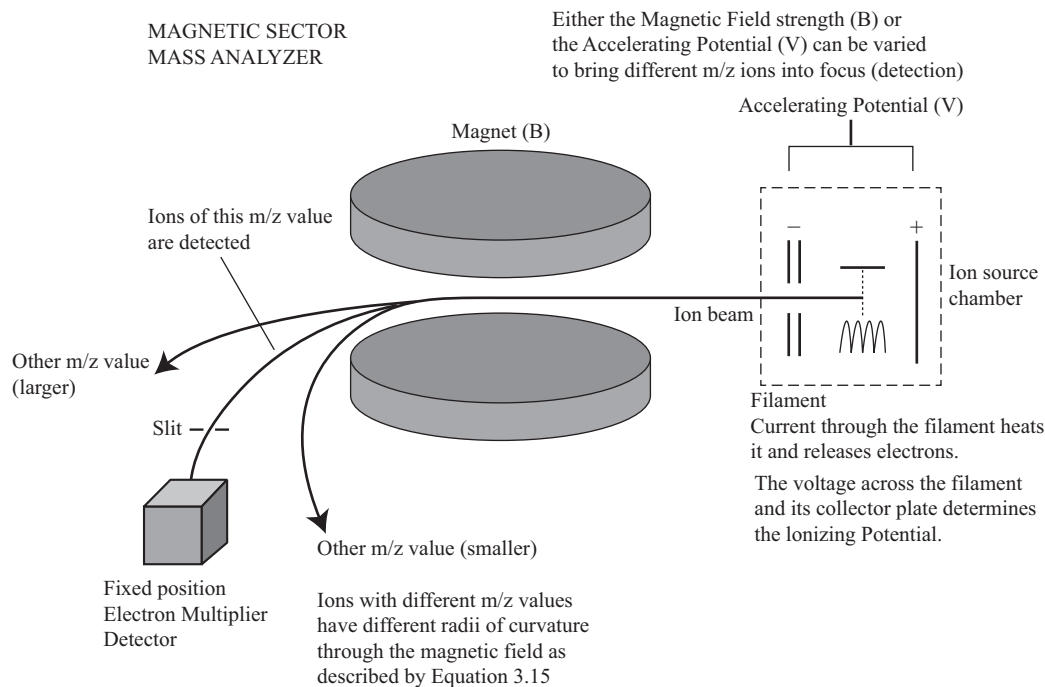 MAGNETIC SECTOR
MASS ANALYZER
Either the Magnetic Field strength (B) or
the Accelerating Potential (V) can be varied
to bring different m/z ions into focus (detection)
Accelerating Potential (V)
Magnet (B)
Ions of this m/z value
are detected
−
+
Ion source
chamber
Ion beam
Other m/z value
(larger)
Slit
Filament
Current through the filament heats
it and releases electrons.
The voltage across the filament
and its collector plate determines
the Ionizing Potential.
Other m/z value (smaller)
Fixed position
Electron Multiplier
Detector
Ions with different m/z values
have different radii of curvature
through the magnetic field as
described by Equation 3.15